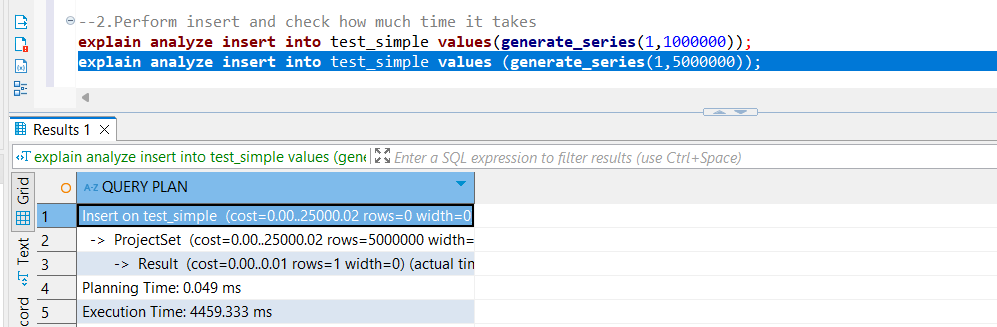 --2.Perform insert and check how much time it takes
explain analyze insert into test_simple values(generate_series(1,1000000));
explain analyze insert into test_simple values (generate_series(1,5000000));
Results 1
T explain analyze insert into test_simple values (gene
Enter a SQL expression to filter results (use Ctrl+Space)
Grid
Text
cord
A-Z QUERY PLAN
1 Insert on test_simple (cost=0.00..25000.02 rows=0 width=0
2 -> ProjectSet (cost=0.00..25000.02 rows=5000000 width=
3 -> Result (cost=0.00..0.01 rows=1 width=0) (actual tin
4 Planning Time: 0.049 ms
5 Execution Time: 4459.333 ms